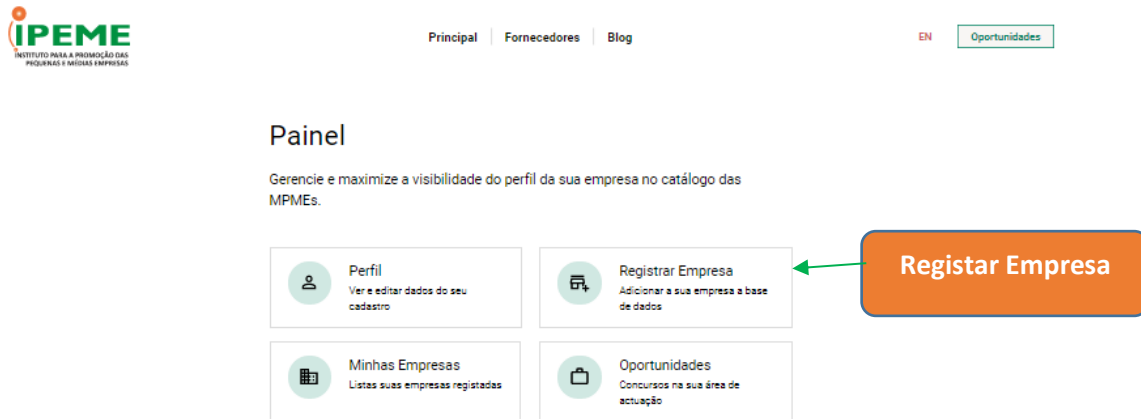 IPEME
INSTITUTO PARA A PROMOÇÃO DAS
PEQUENAS E MÉDIAS EMPRESAS
Principal
Fornecedores
Blog
EN
Oportunidades
Painel
Gerencie e maximize a visibilidade do perfil da sua empresa no catálogo das
MPMEs.
Perfil
Ver e editar dados do seu
cadastro
Registrar Empresa
Adicionar a sua empresa a base
de dados
Registar Empresa
Minhas Empresas
Listas suas empresas registadas
Oportunidades
Concursos na sua área de
actuação